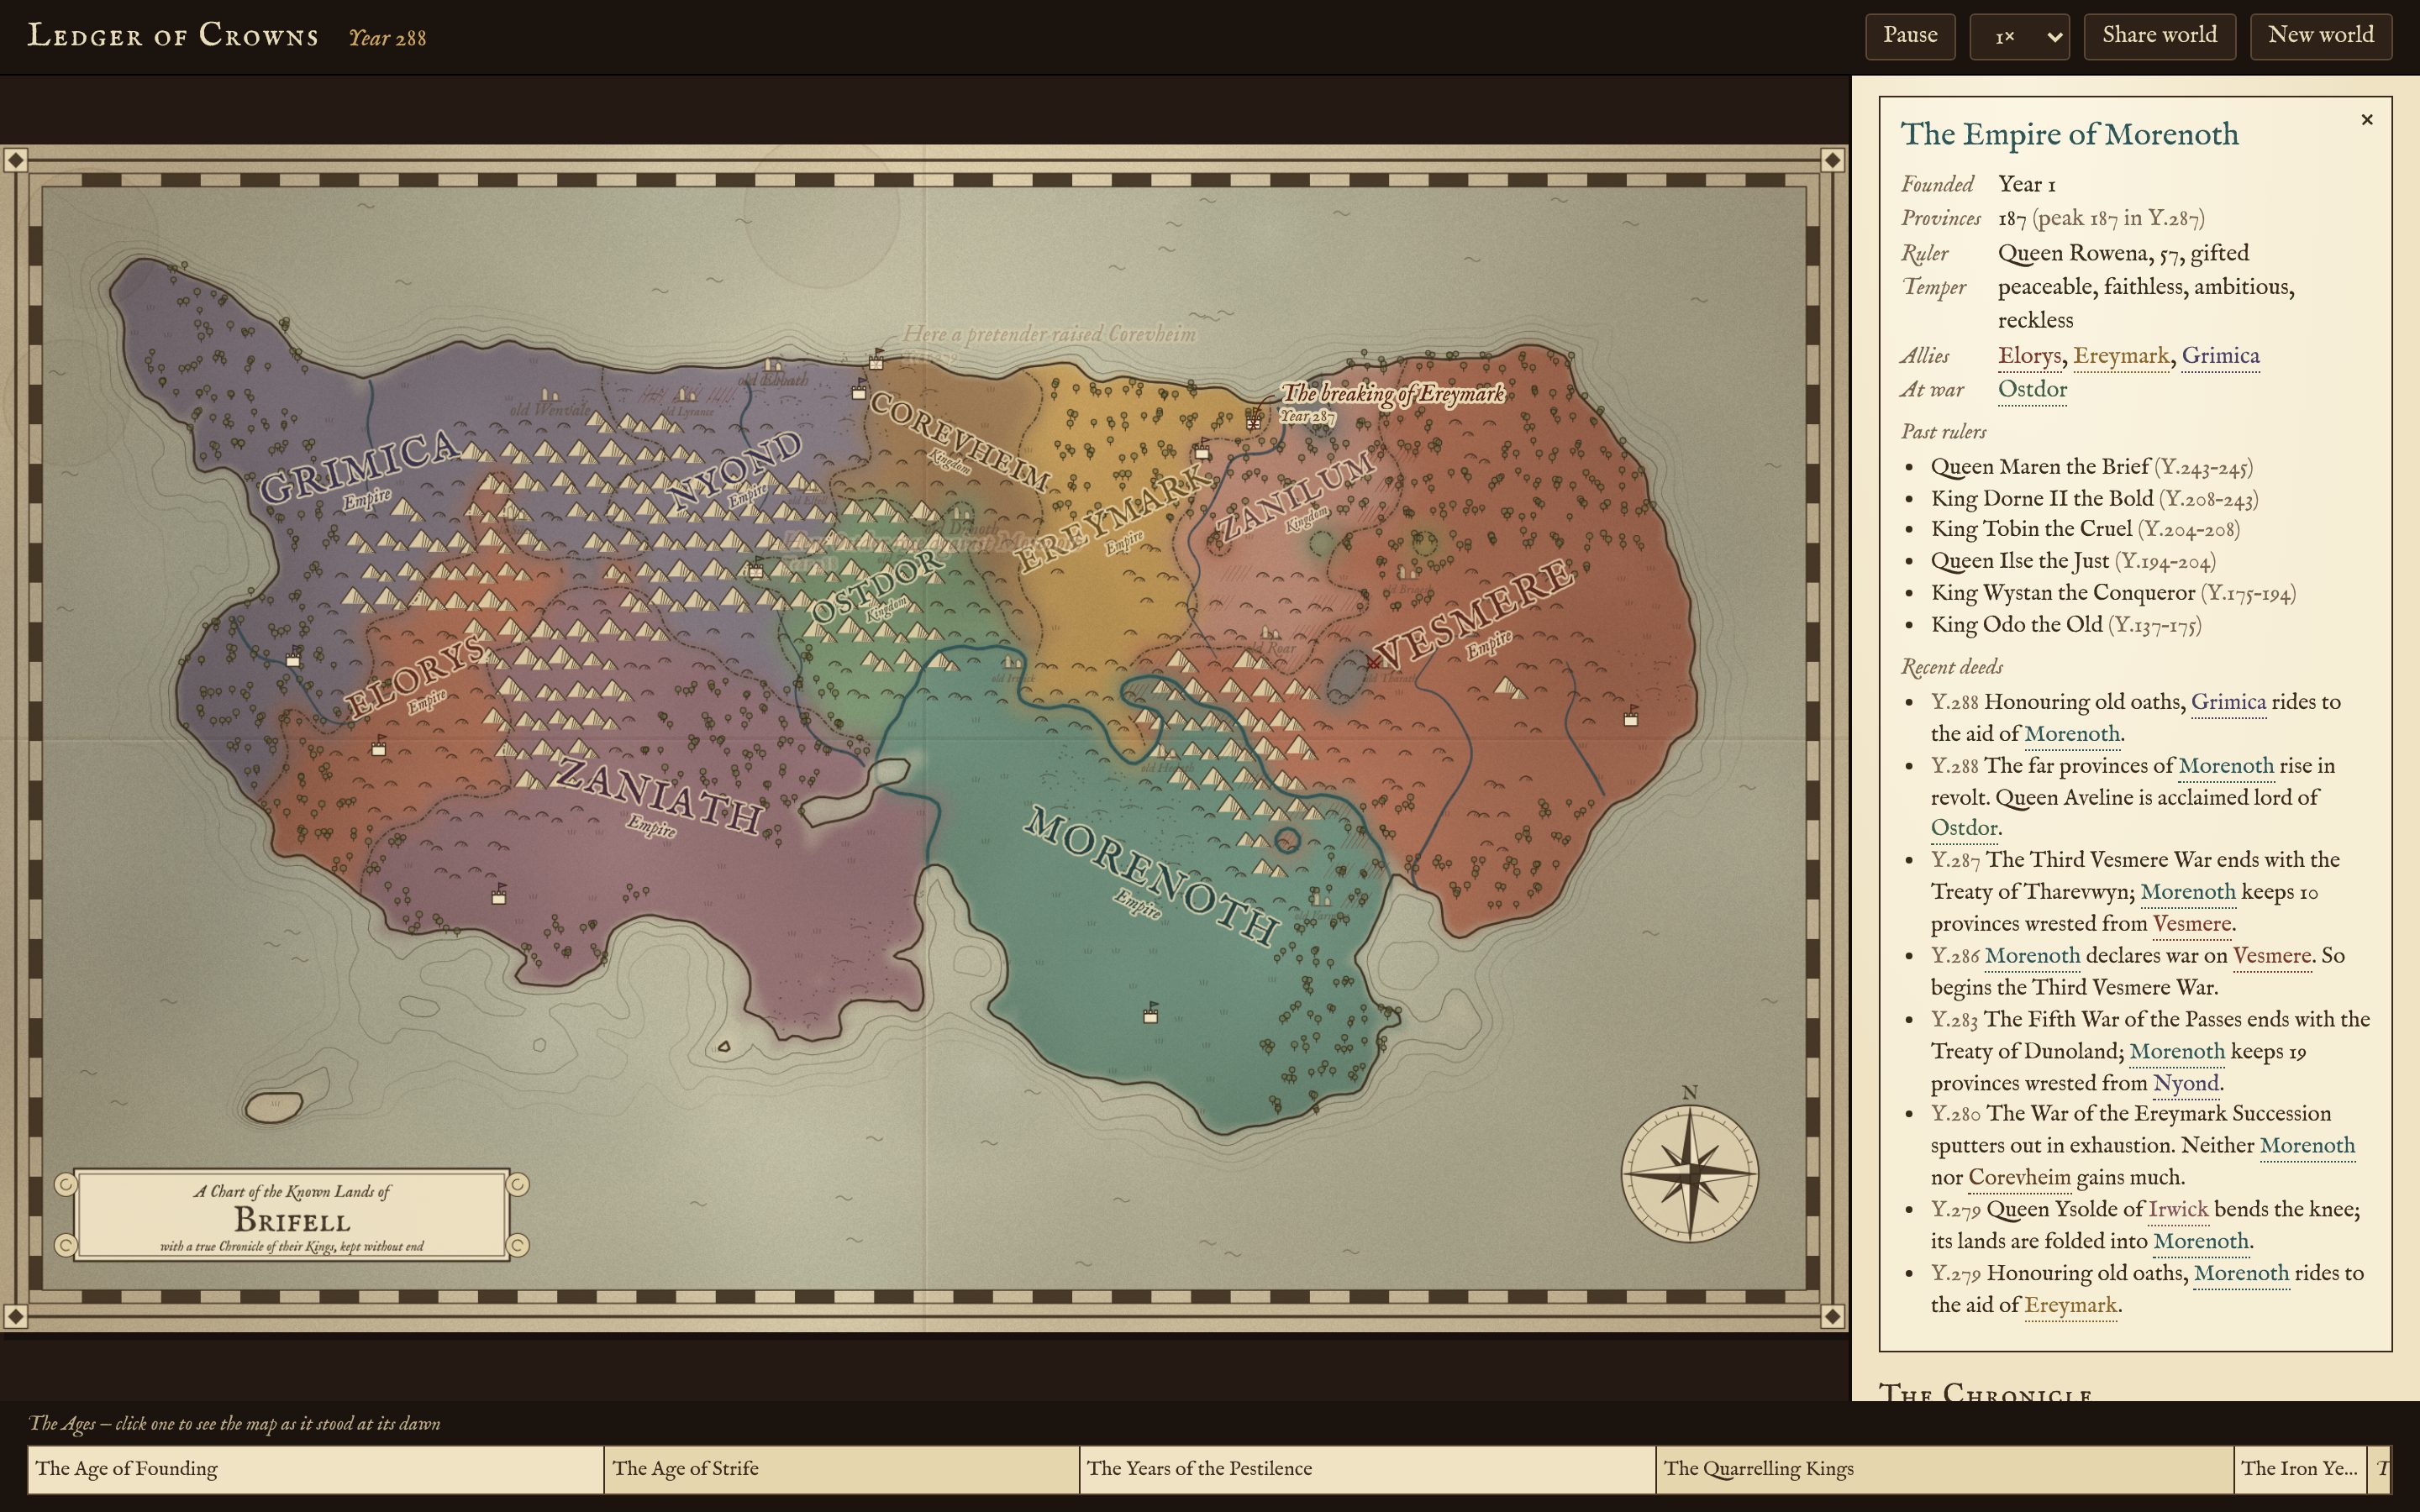 Ledger of Crowns
Year 288
Pause
1×
Share world
New world
Here a pretender raised Corevheim
old Wenvale
old Lyrance
The breaking of Ereymark
Year 287
GRIMICA
Empire
NYOND
Empire
COREVHEIM
Kingdom
EREYMARK
Empire
ZANILUM
Kingdom
OSTDOR
Kingdom
VESMERE
Empire
ELORYS
Empire
old Irwick
ZANIATH
Empire
MORENOTH
Empire
N
A Chart of the Known Lands of
Brifell
with a true Chronicle of their Kings, kept without end
The Empire of Morenoth
×
Founded Year 1
Provinces 187 (peak 187 in Y.287)
Ruler Queen Rowena, 57, gifted
Temper peaceable, faithless, ambitious,
reckless
Allies Elorys, Ereymark, Grimica
At war Ostdor
Past rulers
• Queen Maren the Brief (Y.243–245)
• King Dorne II the Bold (Y.208–243)
• King Tobin the Cruel (Y.204–208)
• Queen Ilse the Just (Y.194–204)
• King Wystan the Conqueror (Y.175–194)
• King Odo the Old (Y.137–175)
Recent deeds
• Y.288 Honouring old oaths, Grimica rides to
the aid of Morenoth.
• Y.288 The far provinces of Morenoth rise in
revolt. Queen Aveline is acclaimed lord of
Ostdor.
• Y.287 The Third Vesmere War ends with the
Treaty of Tharevwyn; Morenoth keeps 10
provinces wrested from Vesmere.
• Y.286 Morenoth declares war on Vesmere. So
begins the Third Vesmere War.
• Y.283 The Fifth War of the Passes ends with the
Treaty of Dunoland; Morenoth keeps 19
provinces wrested from Nyond.
• Y.280 The War of the Ereymark Succession
sputters out in exhaustion. Neither Morenoth
nor Corevheim gains much.
• Y.279 Queen Ysolde of Irwick bends the knee;
its lands are folded into Morenoth.
• Y.279 Honouring old oaths, Morenoth rides to
the aid of Ereymark.
The Chronicle
The Ages — click one to see the map as it stood at its dawn
The Age of Founding
The Age of Strife
The Years of the Pestilence
The Quarrelling Kings
The Iron Ye...
T